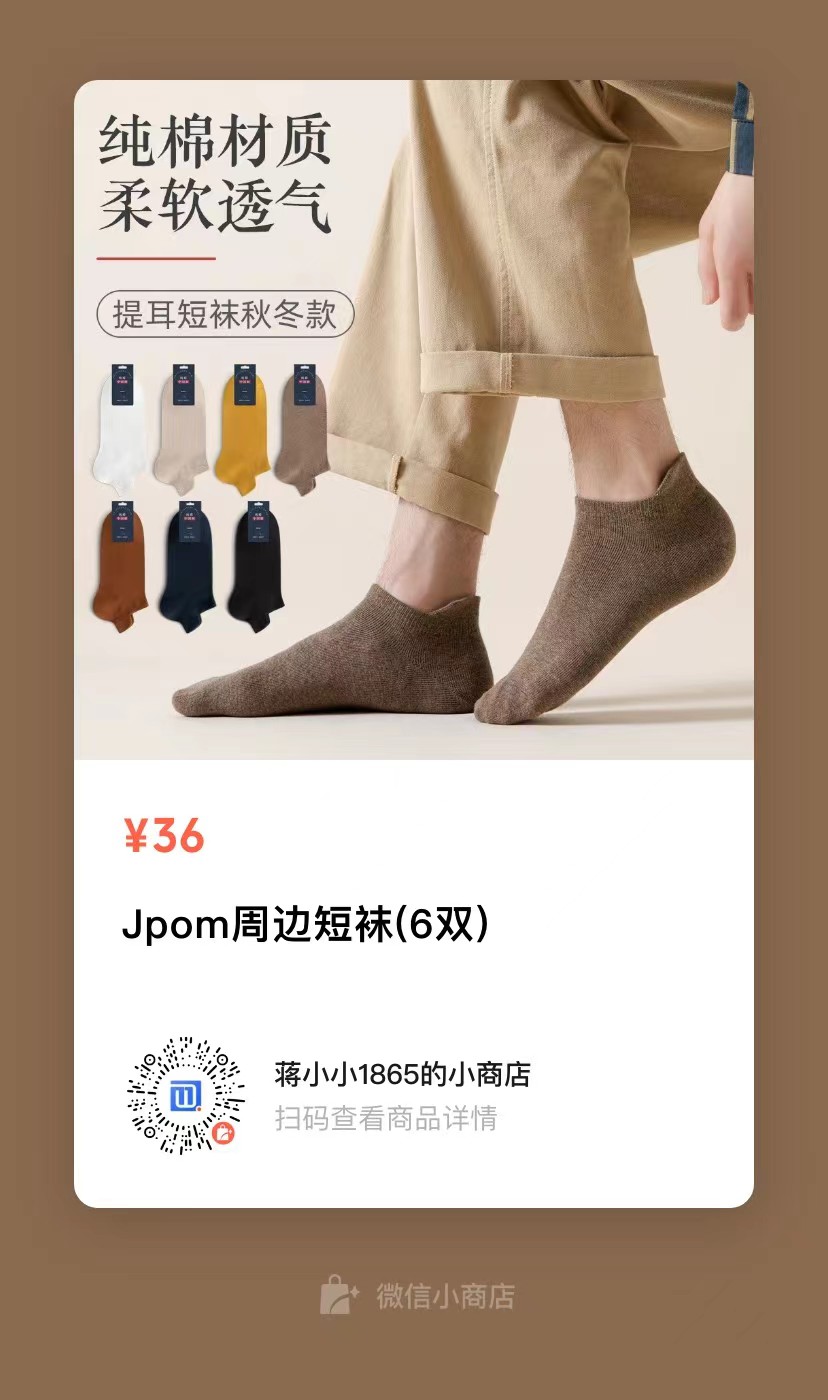 纯棉材质
柔软透气
提耳短袜秋冬款
¥36
Jpom周边短袜(6双)
蒋小小1865的小商店
扫码查看商品详情
微信小商店